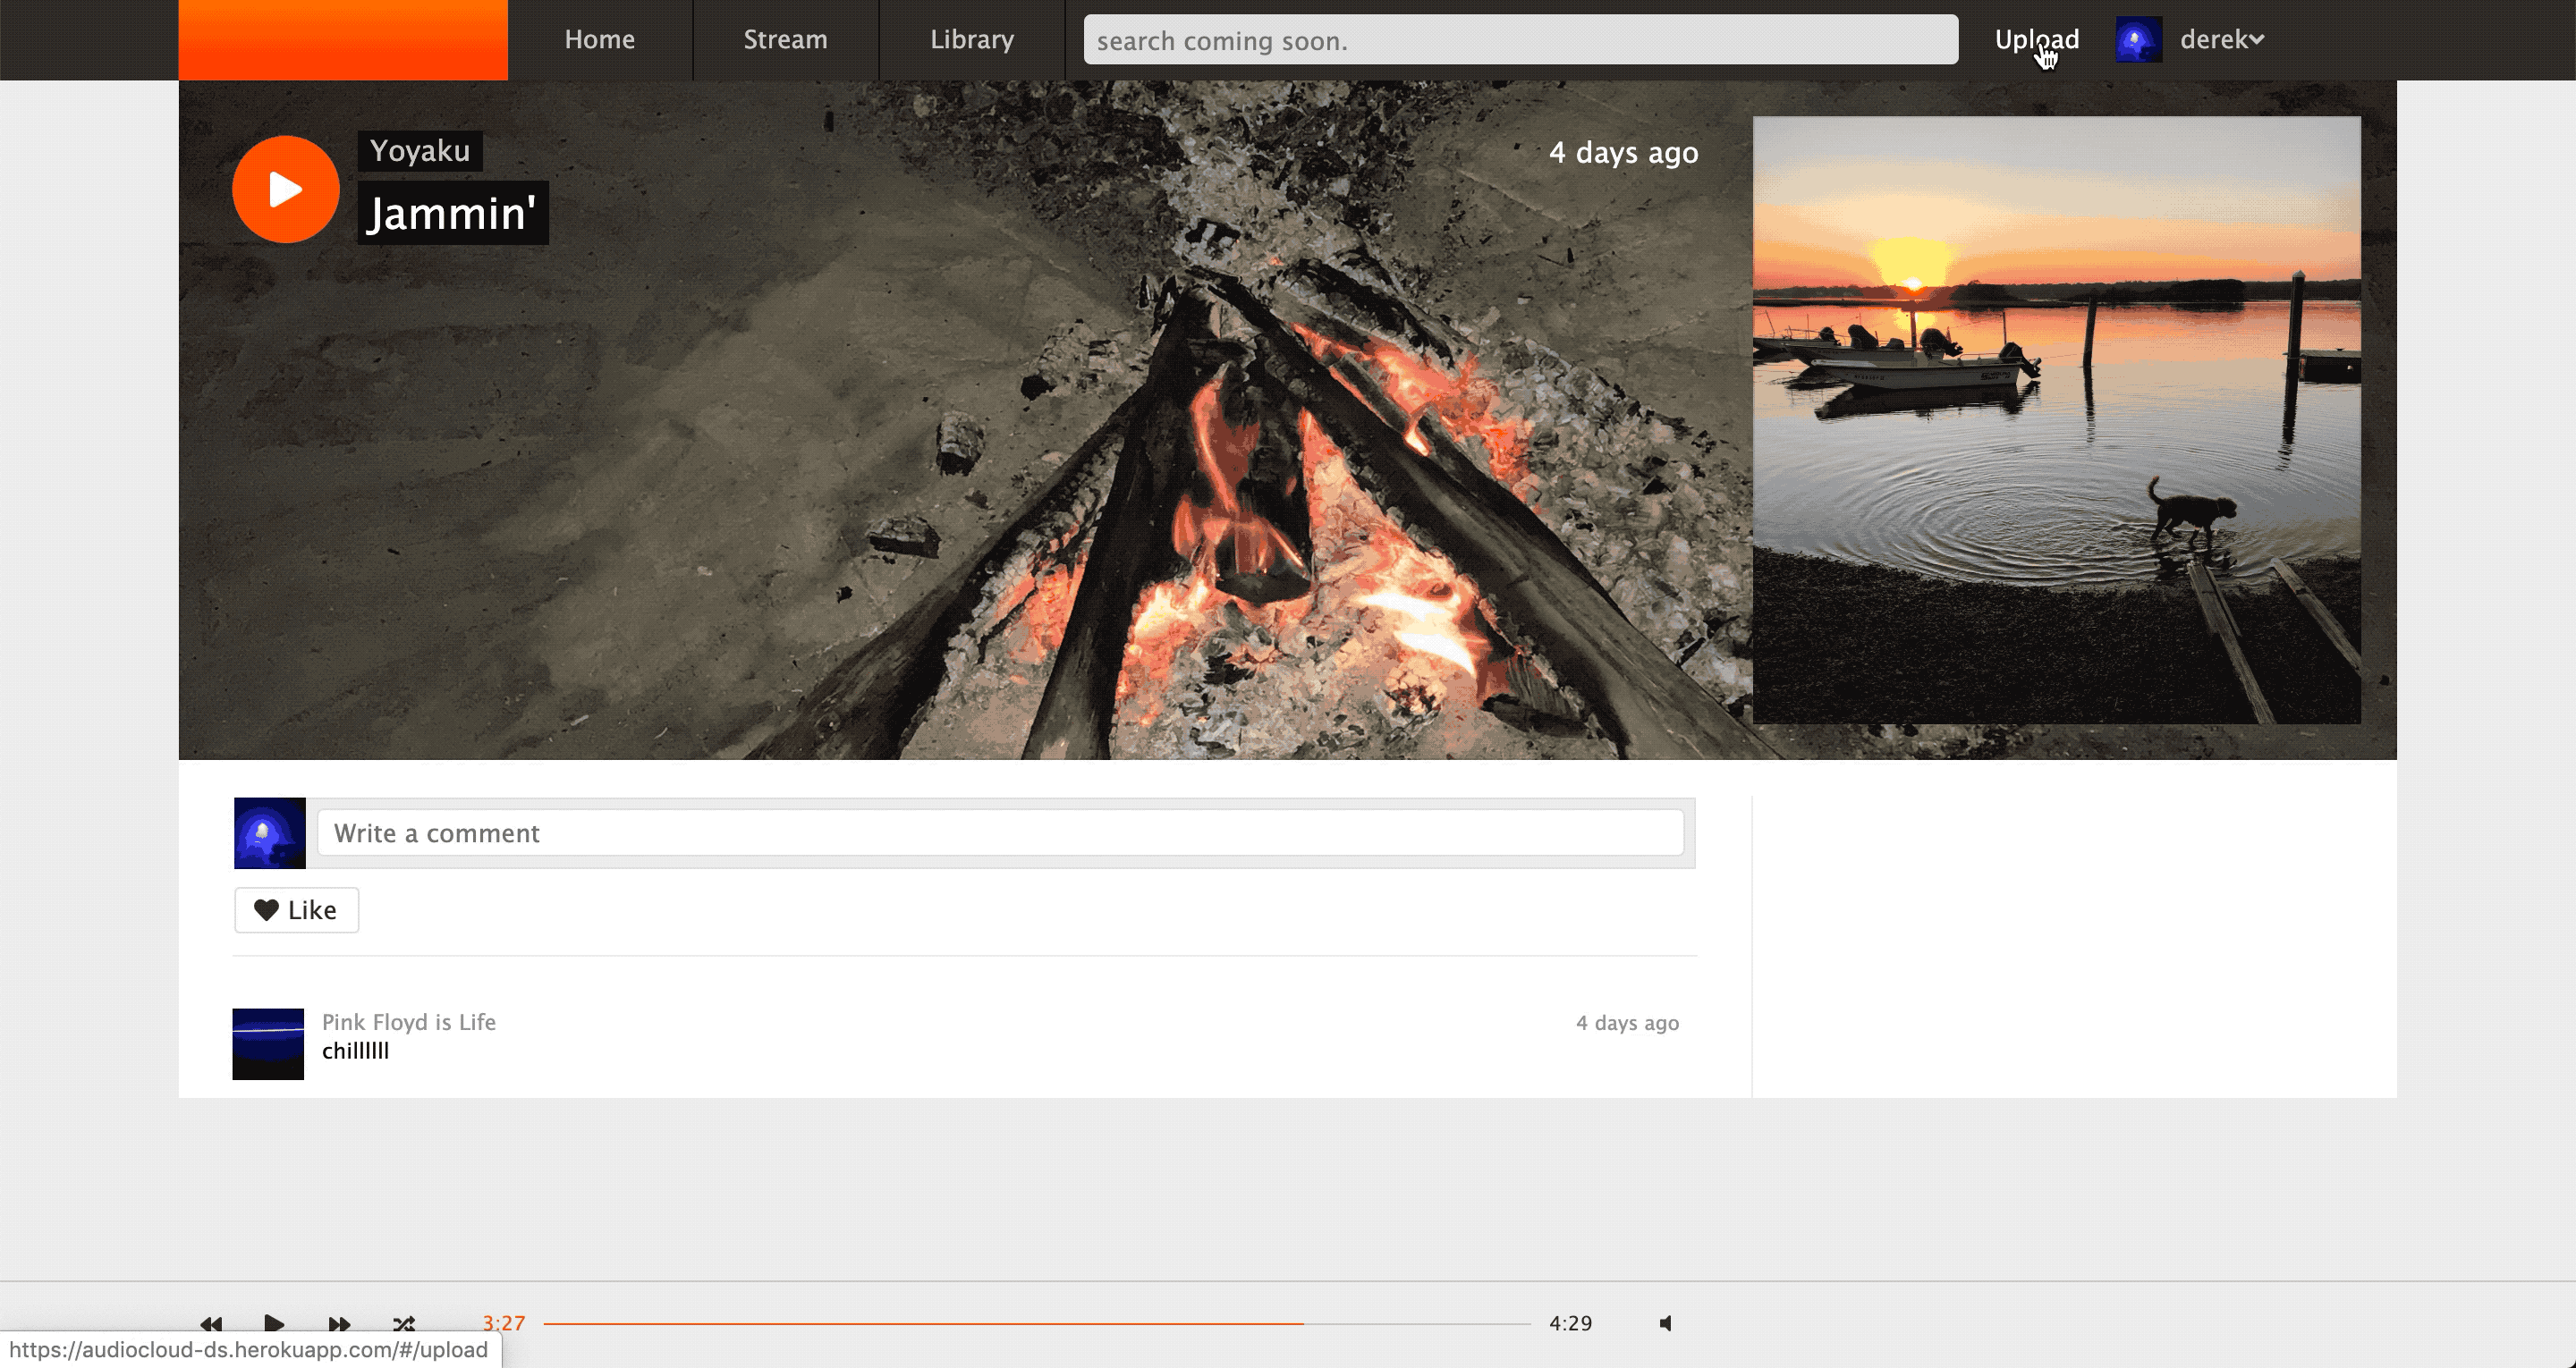 Home
Stream
Library
search coming soon.
Upload
derek
Yoyaku
Jammin'
4 days ago
Write a comment
Like
Pink Floyd is Life
4 days ago
chillllll
3:27
4:29
https://audiocloud-ds.herokuapp.com/#/upload